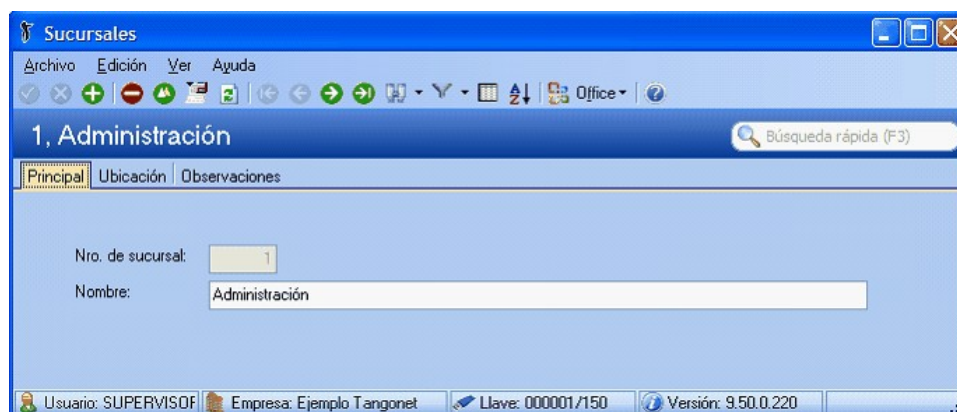 Sucursales
Archivo Edición Ver Ayuda
Office
1, Administración
Búsqueda rápida (F3)
Principal Ubicación Observaciones
Nro. de sucursal: 1
Nombre: Administración
Usuario: SUPERVISOR Empresa: Ejemplo Tangonet Llave: 000001/150 Versión: 9.50.0.220